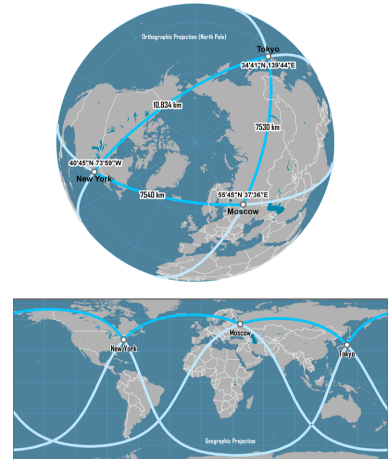 Orthographic Projection (North Pole)
Tokyo
34°41"N 139°44"E
10,834 km
7530 km
40°45"N 73°59"W
New York
7540 km
55°45"N 37°36"E
Moscow
Moscow
New York
Tokyo
Geographic Projection